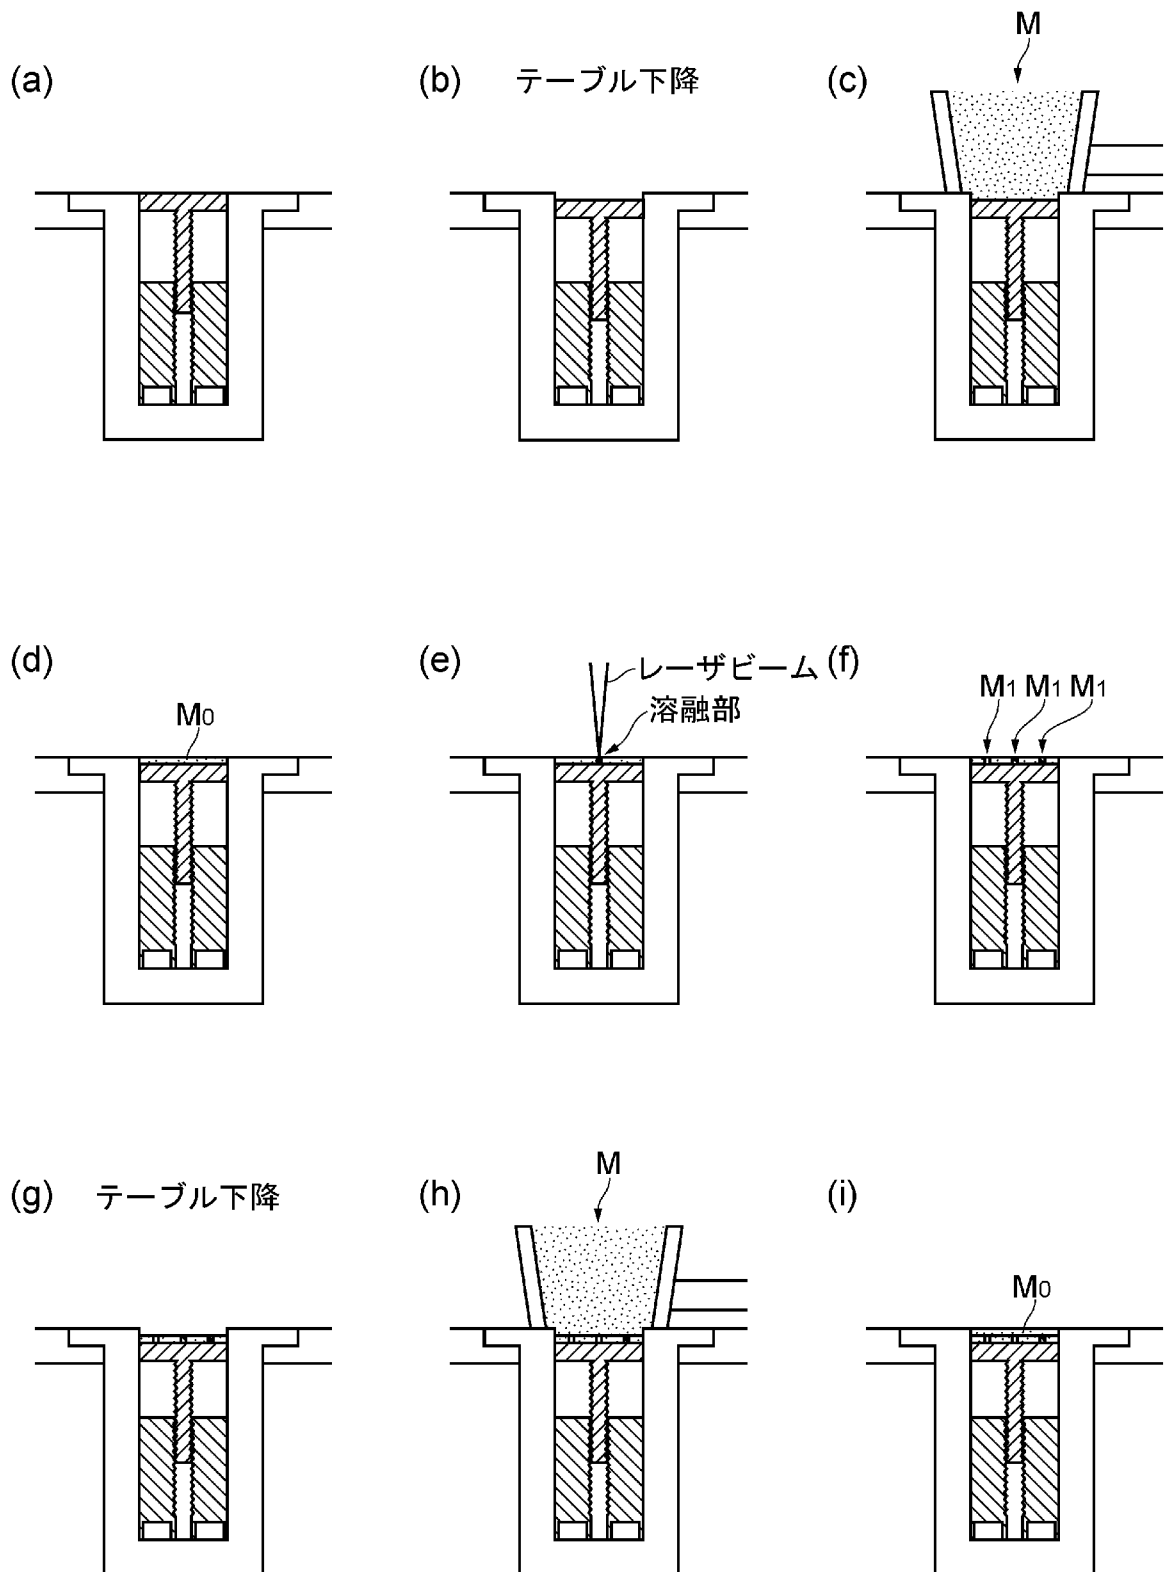 (a)
(b) テーブル下降
(c) M
(d) M0
(e) レーザビーム
溶融部
(f) M1 M1 M1
(g) テーブル下降
(h) M
(i) M0